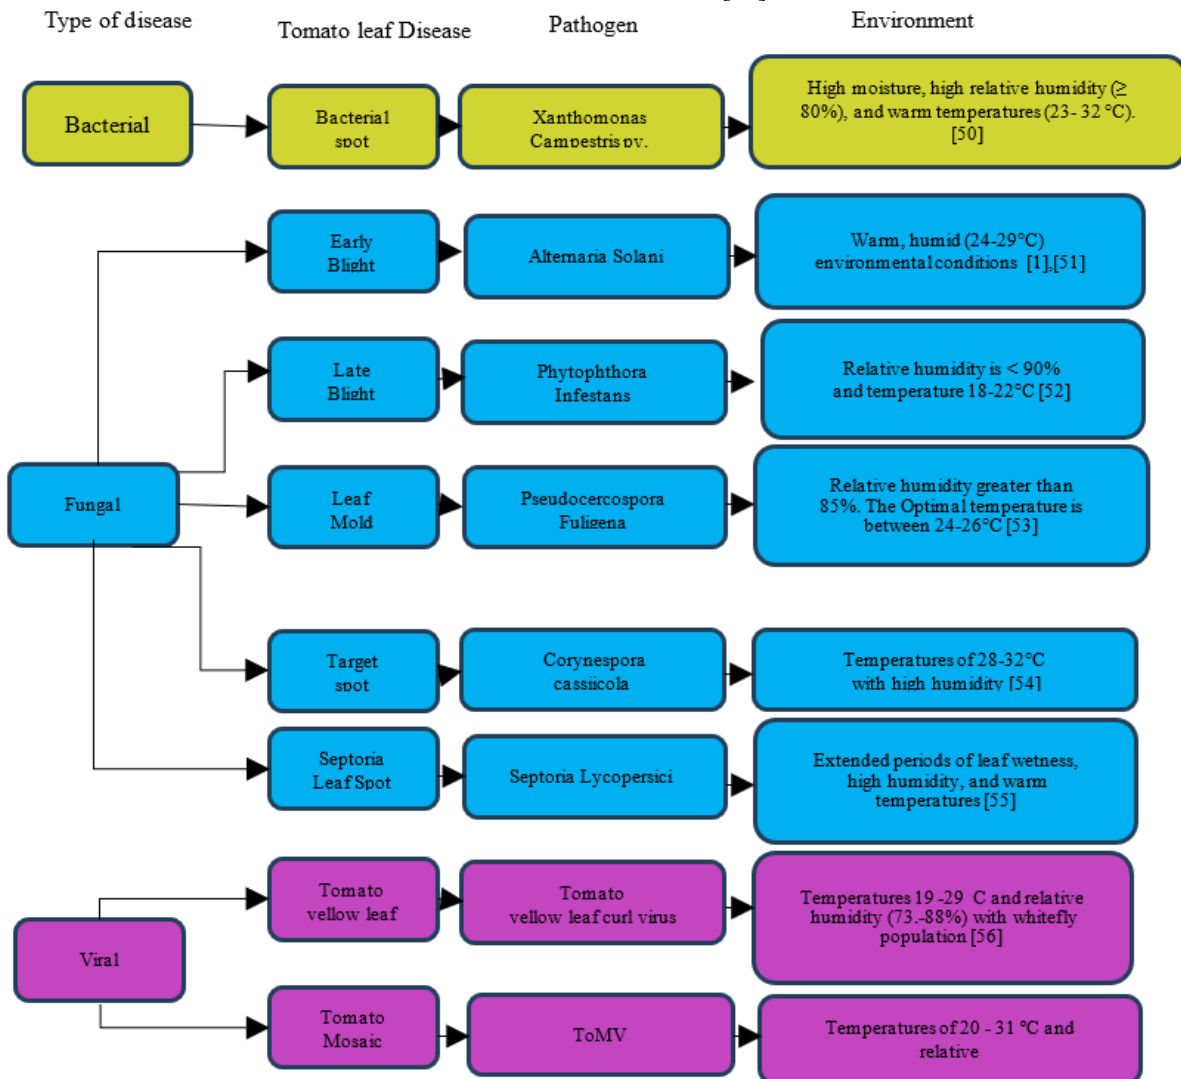 Type of disease
Tomato leaf Disease
Pathogen
Environment
Bacterial
Bacterial
spot
Xanthomonas
Campestris pv.
High moisture, high relative humidity (≥
80%), and warm temperatures (23- 32 °C).
[50]
Fungal
Early
Blight
Alternaria Solani
Warm, humid (24-29°C)
environmental conditions [1],[51]
Late
Blight
Phytophthora
Infestans
Relative humidity is < 90%
and temperature 18-22°C [52]
Leaf
Mold
Pseudocercospora
Fuligena
Relative humidity greater than
85%. The Optimal temperature is
between 24-26°C [53]
Target
spot
Corynespora
cassiicola
Temperatures of 28-32°C
with high humidity [54]
Septoria
Leaf Spot
Septoria Lycopersici
Extended periods of leaf wetness,
high humidity, and warm
temperatures [55]
Viral
Tomato
yellow leaf
Tomato
yellow leaf curl virus
Temperatures 19 -29 C and relative
humidity (73.-88%) with whitefly
population [56]
Tomato
Mosaic
ToMV
Temperatures of 20 - 31 °C and
relative